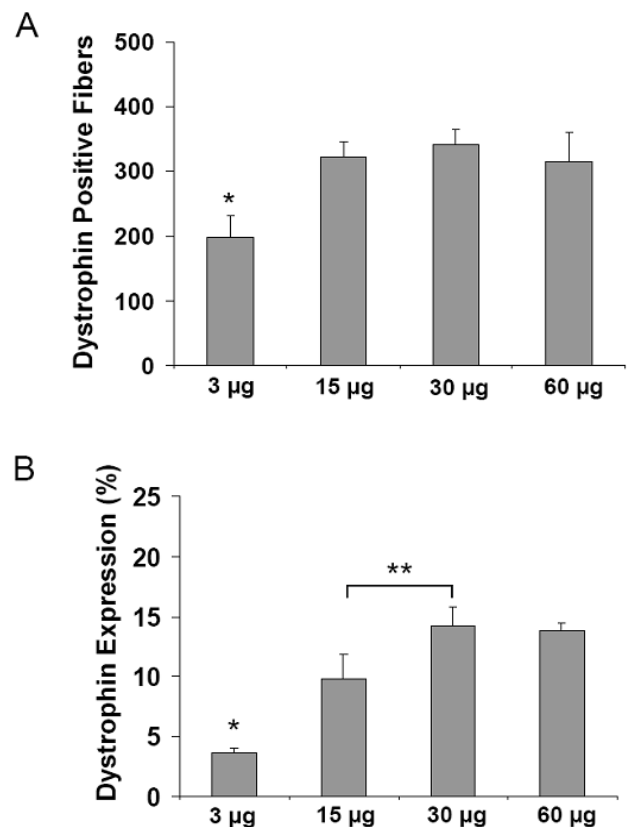 A
Dystrophin Positive Fibers
500
400
300
200
100
0
*
3 µg 15 µg 30 µg 60 µg
B
Dystrophin Expression (%)
25
20
15
10
5
0
**
*
3 µg 15 µg 30 µg 60 µg